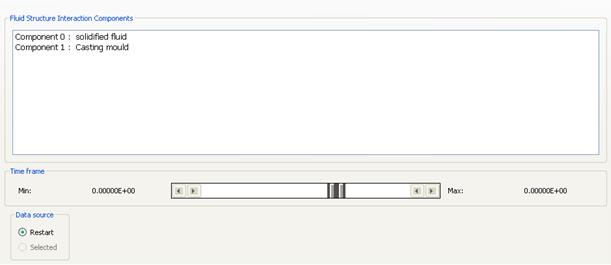 Fluid Structure Interaction Components
Component 0 : solidified fluid
Component 1 : Casting mould
Time frame
Min: 0.00000E+00 Max: 0.00000E+00
Data source
Restart
Selected